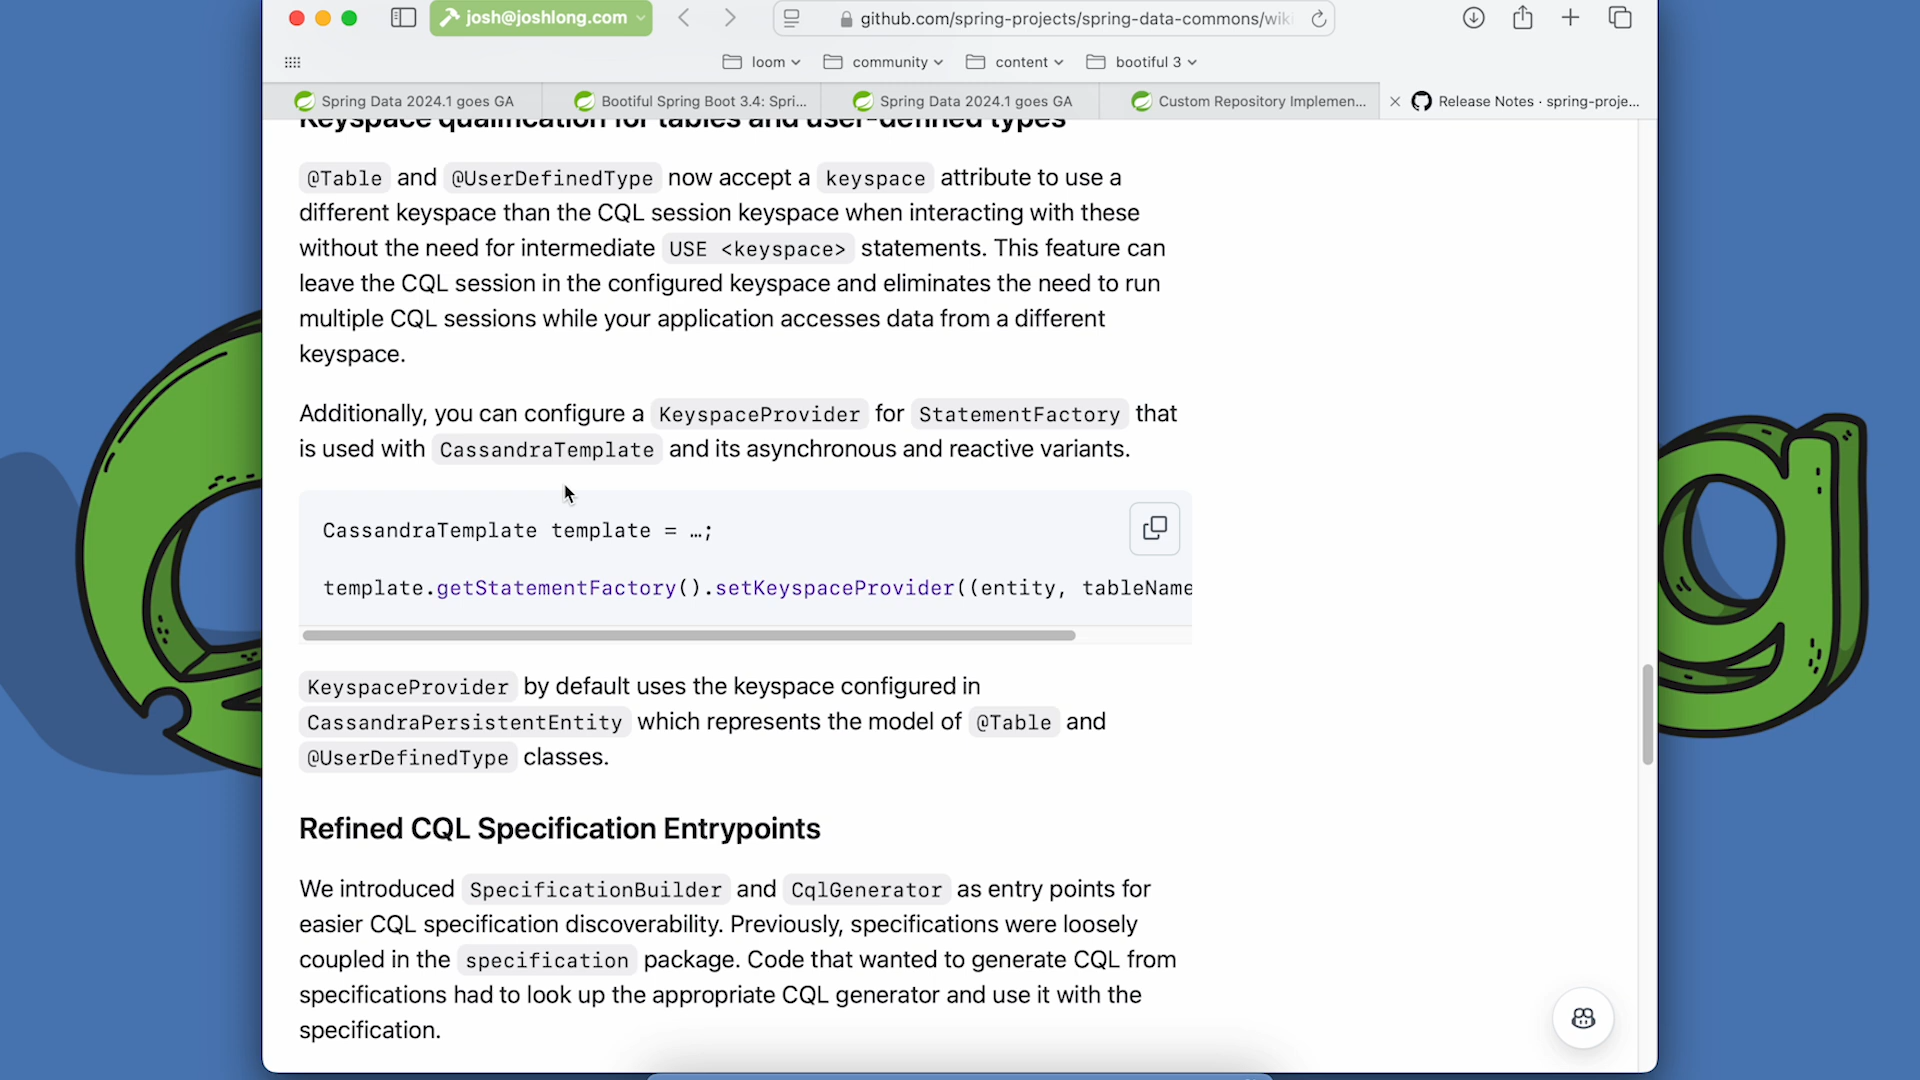 josh@joshlong.com
github.com/spring-projects/spring-data-commons/wiki
loom
community
content
bootiful 3
Spring Data 2024.1 goes GA
Bootiful Spring Boot 3.4: Spri...
Spring Data 2024.1 goes GA
Custom Repository Implemen...
Release Notes · spring-proje...
Keyspace qualification for tables and user-defined types
@Table and @UserDefinedType now accept a keyspace attribute to use a
different keyspace than the CQL session keyspace when interacting with these
without the need for intermediate USE <keyspace> statements. This feature can
leave the CQL session in the configured keyspace and eliminates the need to run
multiple CQL sessions while your application accesses data from a different
keyspace.
Additionally, you can configure a KeyspaceProvider for StatementFactory that
is used with CassandraTemplate and its asynchronous and reactive variants.
CassandraTemplate template = …;
template.getStatementFactory().setKeyspaceProvider((entity, tableName
KeyspaceProvider by default uses the keyspace configured in
CassandraPersistentEntity which represents the model of @Table and
@UserDefinedType classes.
Refined CQL Specification Entrypoints
We introduced SpecificationBuilder and CqlGenerator as entry points for
easier CQL specification discoverability. Previously, specifications were loosely
coupled in the specification package. Code that wanted to generate CQL from
specifications had to look up the appropriate CQL generator and use it with the
specification.
g